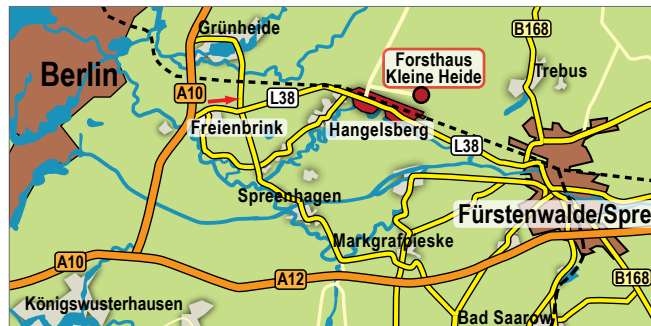 Grünheide
B168
Berlin
Forsthaus
Kleine Heide
Trebus
A10
L38
Freienbrink
Hangelsberg
L38
Spreenhagen
Fürstenwalde/Spre
Markgrafpieske
A10
A12
B168
Königswusterhausen
Bad Saarow